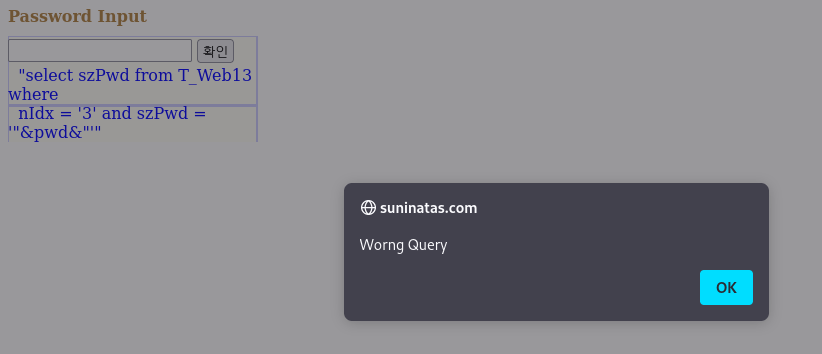 Password Input
확인
"select szPwd from T_Web13
where
nIdx = '3' and szPwd =
'"&pwd&"'"
suninatas.com
Worng Query
OK